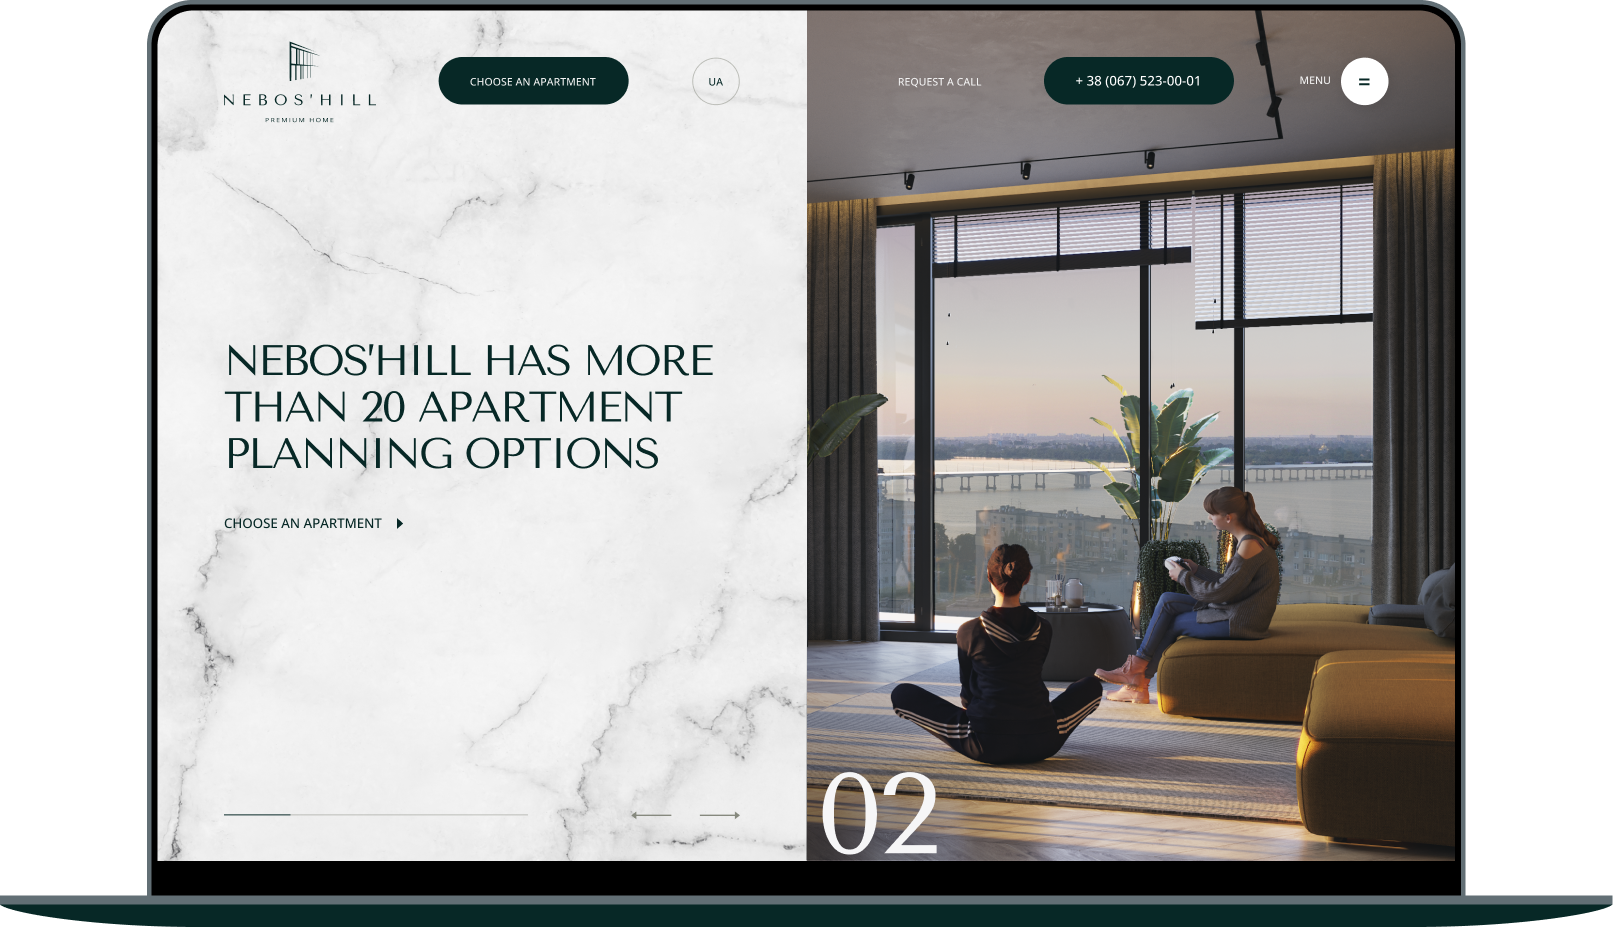 NEBOS'HILL
PREMIUM HOME
CHOOSE AN APARTMENT
UA
REQUEST A CALL
+ 38 (067) 523-00-01
MENU
NEBOS'HILL HAS MORE
THAN 20 APARTMENT
PLANNING OPTIONS
CHOOSE AN APARTMENT
02